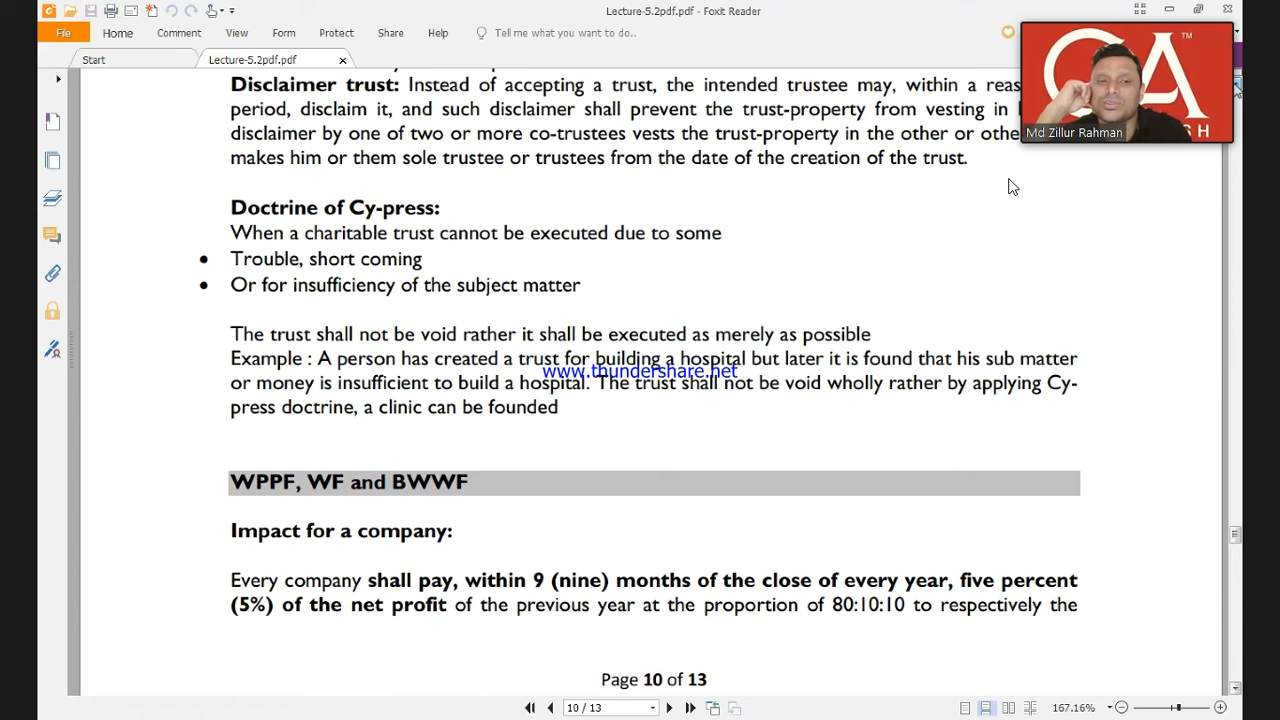 Lecture-5.2pdf.pdf - Foxit Reader
File Home Comment View Form Protect Share Help Tell me what you want to do..
Start Lecture-5.2pdf.pdf
Disclaimer trust: Instead of accepting a trust, the intended trustee may, within a
period, disclaim it, and such disclaimer shall prevent the trust-property from vesting in
disclaimer by one of two or more co-trustees vests the trust-property in the other or
makes him or them sole trustee or trustees from the date of the creation of the trust.
CA
TM
H
Md Zillur Rahman
Doctrine of Cy-press:
When a charitable trust cannot be executed due to some
• Trouble, short coming
• Or for insufficiency of the subject matter
The trust shall not be void rather it shall be executed as merely as possible
Example : A person has created a trust for building a hospital but later it is found that his sub matter
www.thundershare.net
or money is insufficient to build a hospital. The trust shall not be void wholly rather by applying Cy-
press doctrine, a clinic can be founded
WPPF, WF and BWWF
Impact for a company:
Every company shall pay, within 9 (nine) months of the close of every year, five percent
(5%) of the net profit of the previous year at the proportion of 80:10:10 to respectively the
Page 10 of 13
10 / 13
167.16%